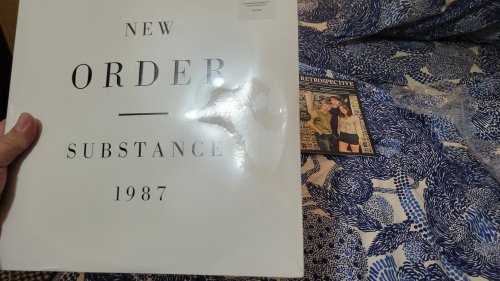 NEW
ORDER
SUBSTANCE
1987
RETROSPECTIVE